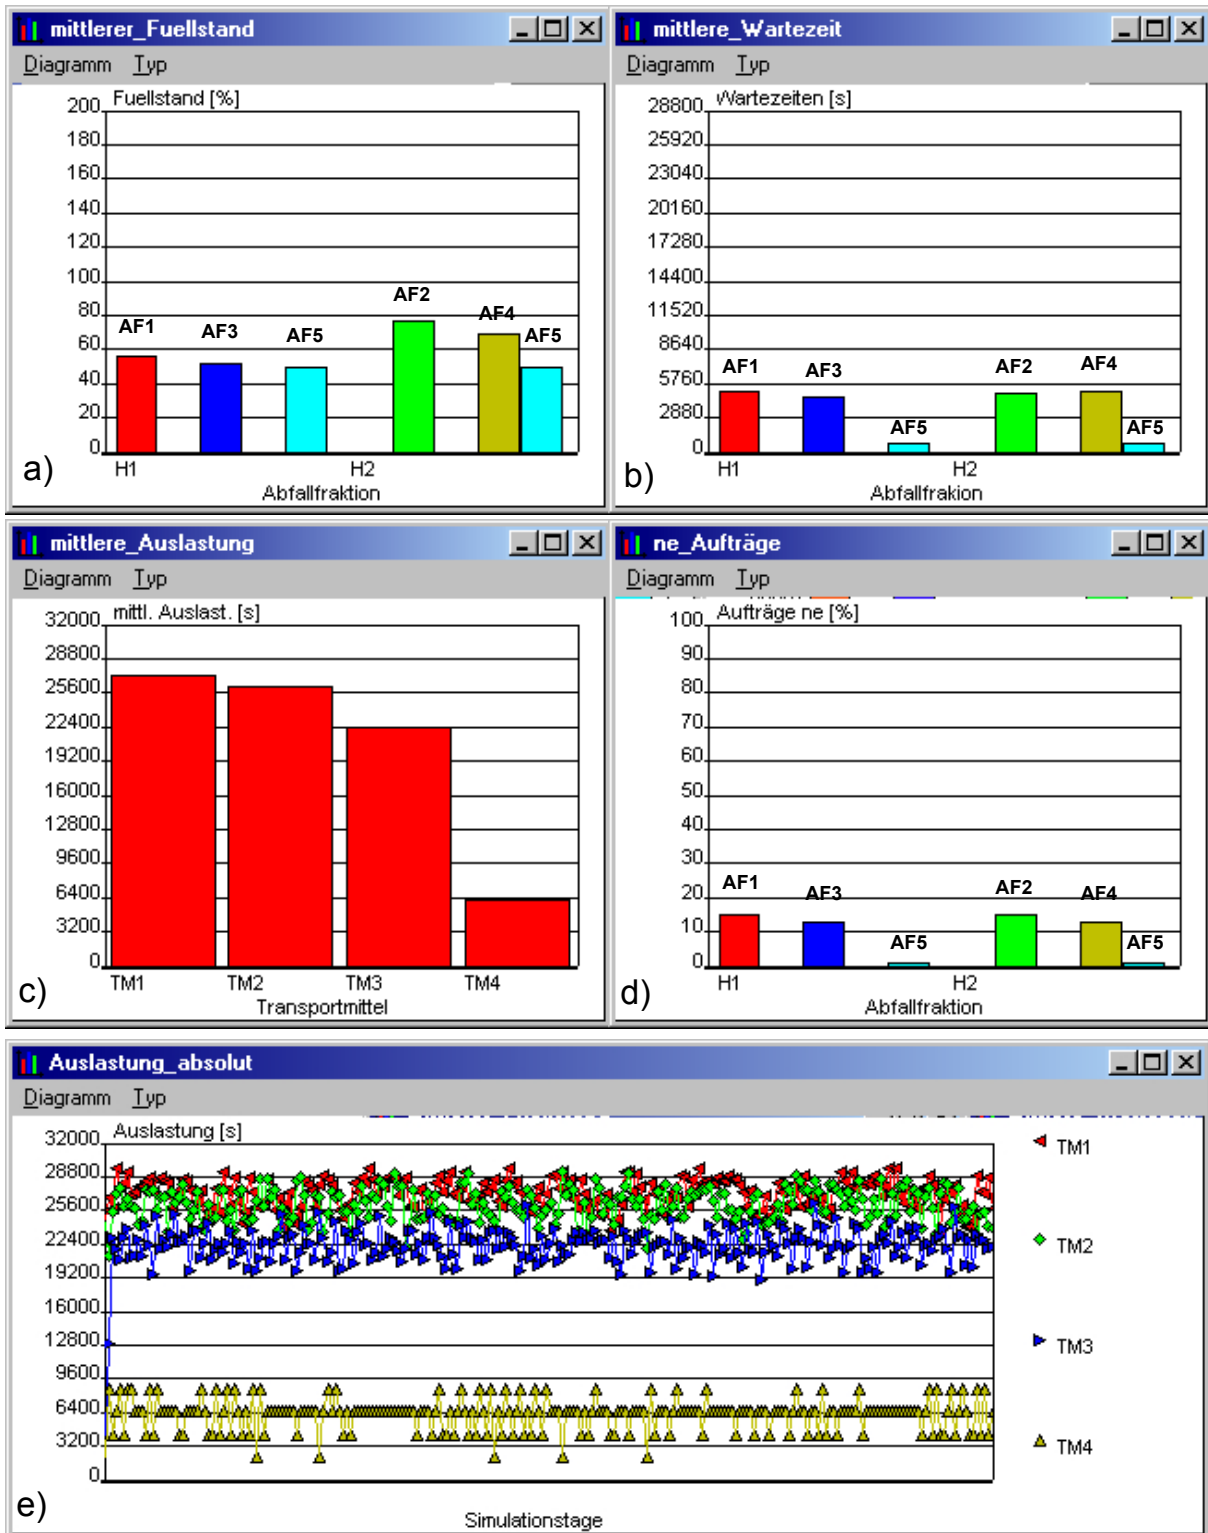 mittlerer_Fuellstand
Diagramm Typ
Fuellstand [%]
200
180
160
140
120
100
80
60
40
20
0
AF1
AF3
AF5
AF2
AF4
AF5
H1
H2
Abfallfraktion
a)
mittlere_Wartezeit
Diagramm Typ
Wartezeiten [s]
28800
25920
23040
20160
17280
14400
11520
8640
5760
2880
0
AF1
AF3
AF5
AF2
AF4
AF5
H1
H2
Abfallfrakion
b)
mittlere_Auslastung
Diagramm Typ
mittl. Auslast. [s]
32000
28800
25600
22400
19200
16000
12800
9600
6400
3200
0
TM1
TM2
TM3
TM4
Transportmittel
c)
ne_Aufträge
Diagramm Typ
Aufträge ne [%]
100
90
80
70
60
50
40
30
20
10
0
AF1
AF3
AF5
AF2
AF4
AF5
H1
H2
Abfallfraktion
d)
Auslastung_absolut
Diagramm Typ
Auslastung [s]
32000
28800
25600
22400
19200
16000
12800
9600
6400
3200
0
TM1
TM2
TM3
TM4
Simulationstage
e)